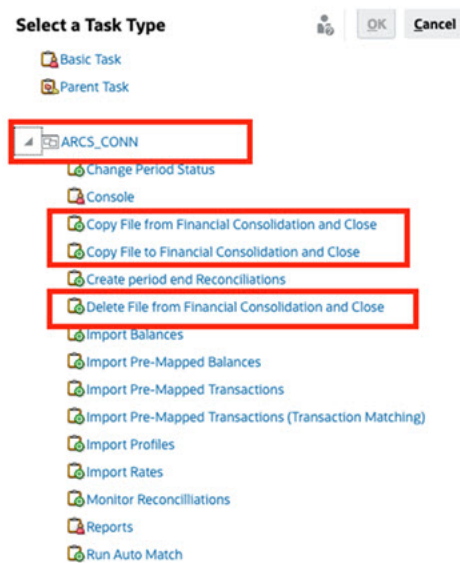 Select a Task Type
OK
Cancel
Basic Task
Parent Task
ARCS_CONN
Change Period Status
Console
Copy File from Financial Consolidation and Close
Copy File to Financial Consolidation and Close
Create period end Reconciliations
Delete File from Financial Consolidation and Close
Import Balances
Import Pre-Mapped Balances
Import Pre-Mapped Transactions
Import Pre-Mapped Transactions (Transaction Matching)
Import Profiles
Import Rates
Monitor Reconcilliations
Reports
Run Auto Match